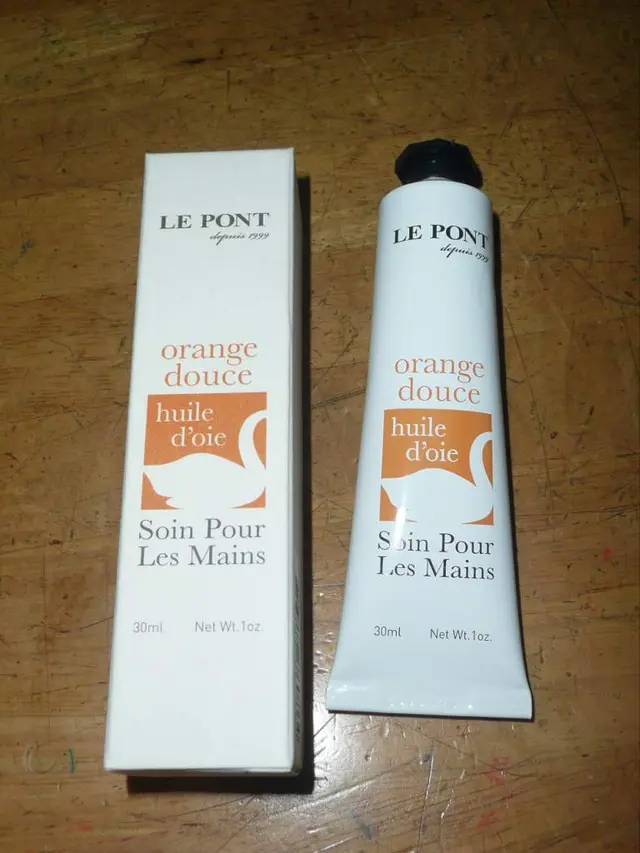 LE PONT
depuis 1999
orange
douce
huile
d'oie
Soin Pour
Les Mains
30ml Net Wt.1oz.
LE PONT
depuis 1999
orange
douce
huile
d'oie
Soin Pour
Les Mains
30ml Net Wt.1oz.